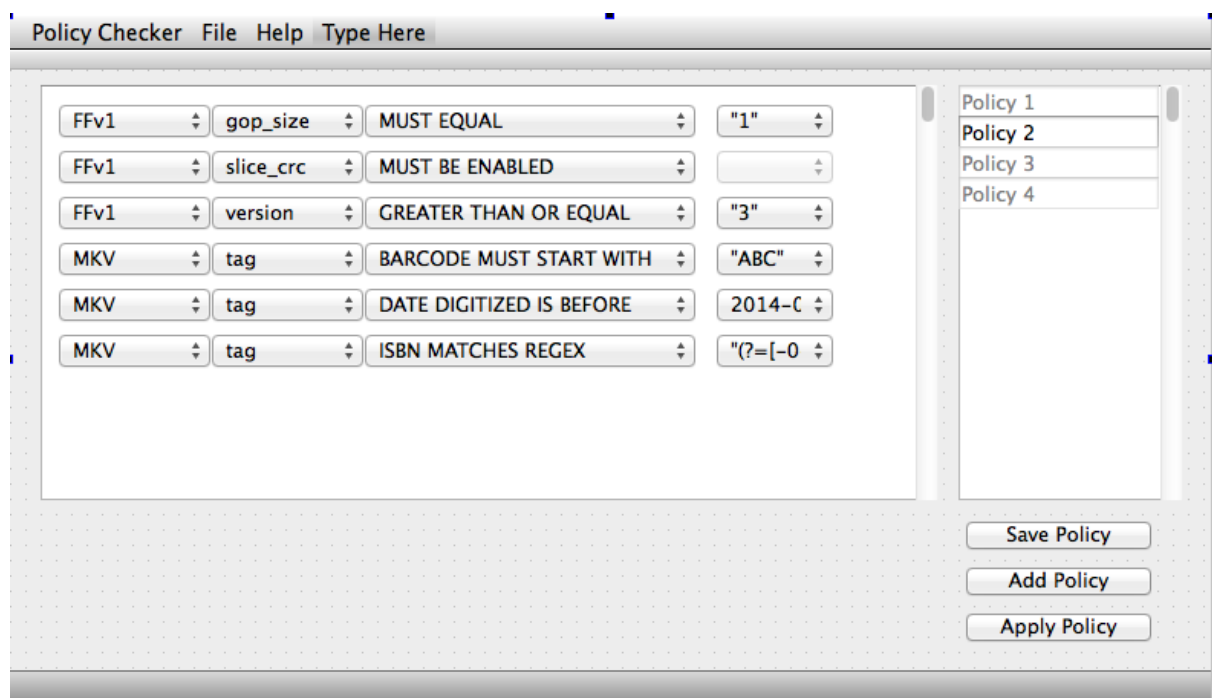 Policy Checker File Help Type Here
FFv1 gop_size MUST EQUAL "1"
FFv1 slice_crc MUST BE ENABLED
FFv1 version GREATER THAN OR EQUAL "3"
MKV tag BARCODE MUST START WITH "ABC"
MKV tag DATE DIGITIZED IS BEFORE 2014-0
MKV tag ISBN MATCHES REGEX "(?=[-0
Policy 1
Policy 2
Policy 3
Policy 4
Save Policy
Add Policy
Apply Policy